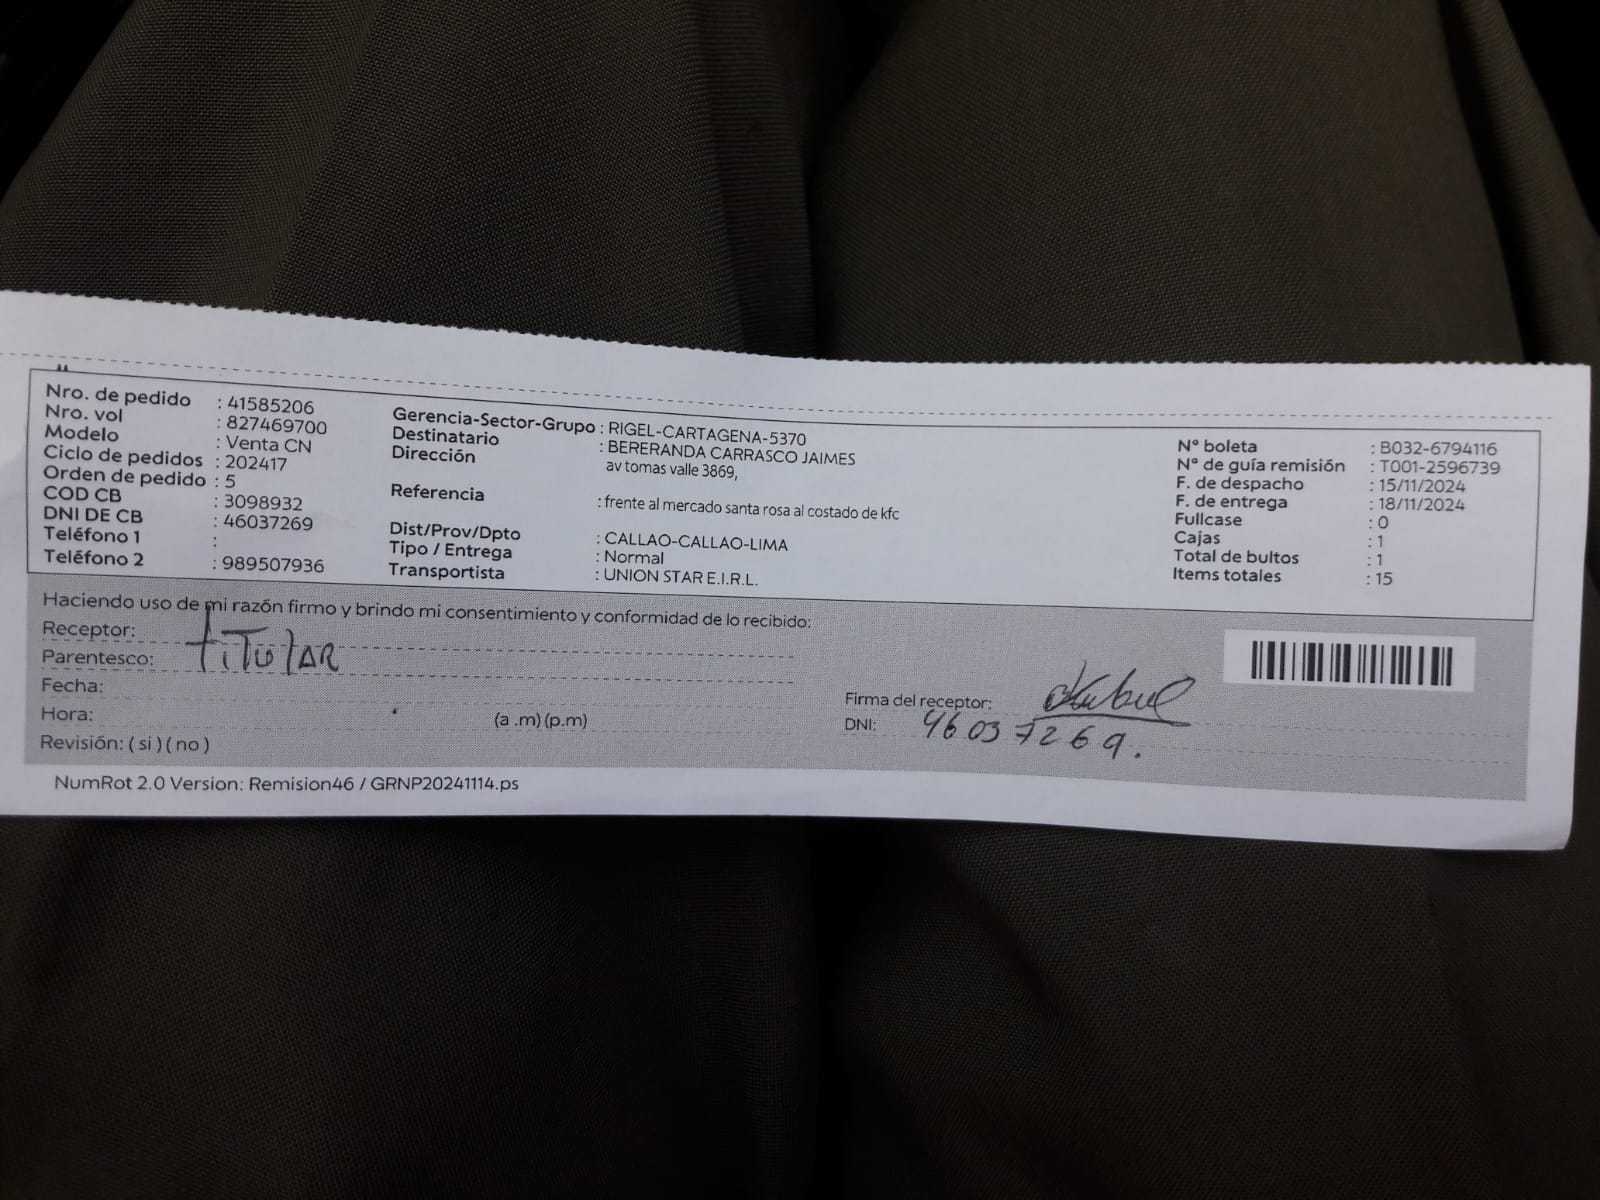 Nro. de pedido : 41585206
Nro. vol : 827469700
Modelo : Venta CN
Ciclo de pedidos : 202417
Orden de pedido : 5
COD CB : 3098932
DNI DE CB : 46037269
Teléfono 1 :
Teléfono 2 : 989507936
Gerencia-Sector-Grupo : RIGEL-CARTAGENA-5370
Destinatario : BERERANDA CARRASCO JAIMES
Dirección av tomas valle 3869,
Referencia : frente al mercado santa rosa al costado de kfc
Dist/Prov/Dpto : CALLAO-CALLAO-LIMA
Tipo / Entrega : Normal
Transportista : UNION STAR E.I.R.L.
N° boleta : B032-6794116
N° de guía remisión : T001-2596739
F. de despacho : 15/11/2024
F. de entrega : 18/11/2024
Fullcase : 0
Cajas : 1
Total de bultos : 1
Items totales : 15
Haciendo uso de mi razón firmo y brindo mi consentimiento y conformidad de lo recibido:
Receptor: tiTUlAR
Parentesco:
Fecha:
Hora: (a .m) (p.m)
Revisión: ( si ) ( no )
Firma del receptor:
DNI: 46037269.
NumRot 2.0 Version: Remision46 / GRNP20241114.ps